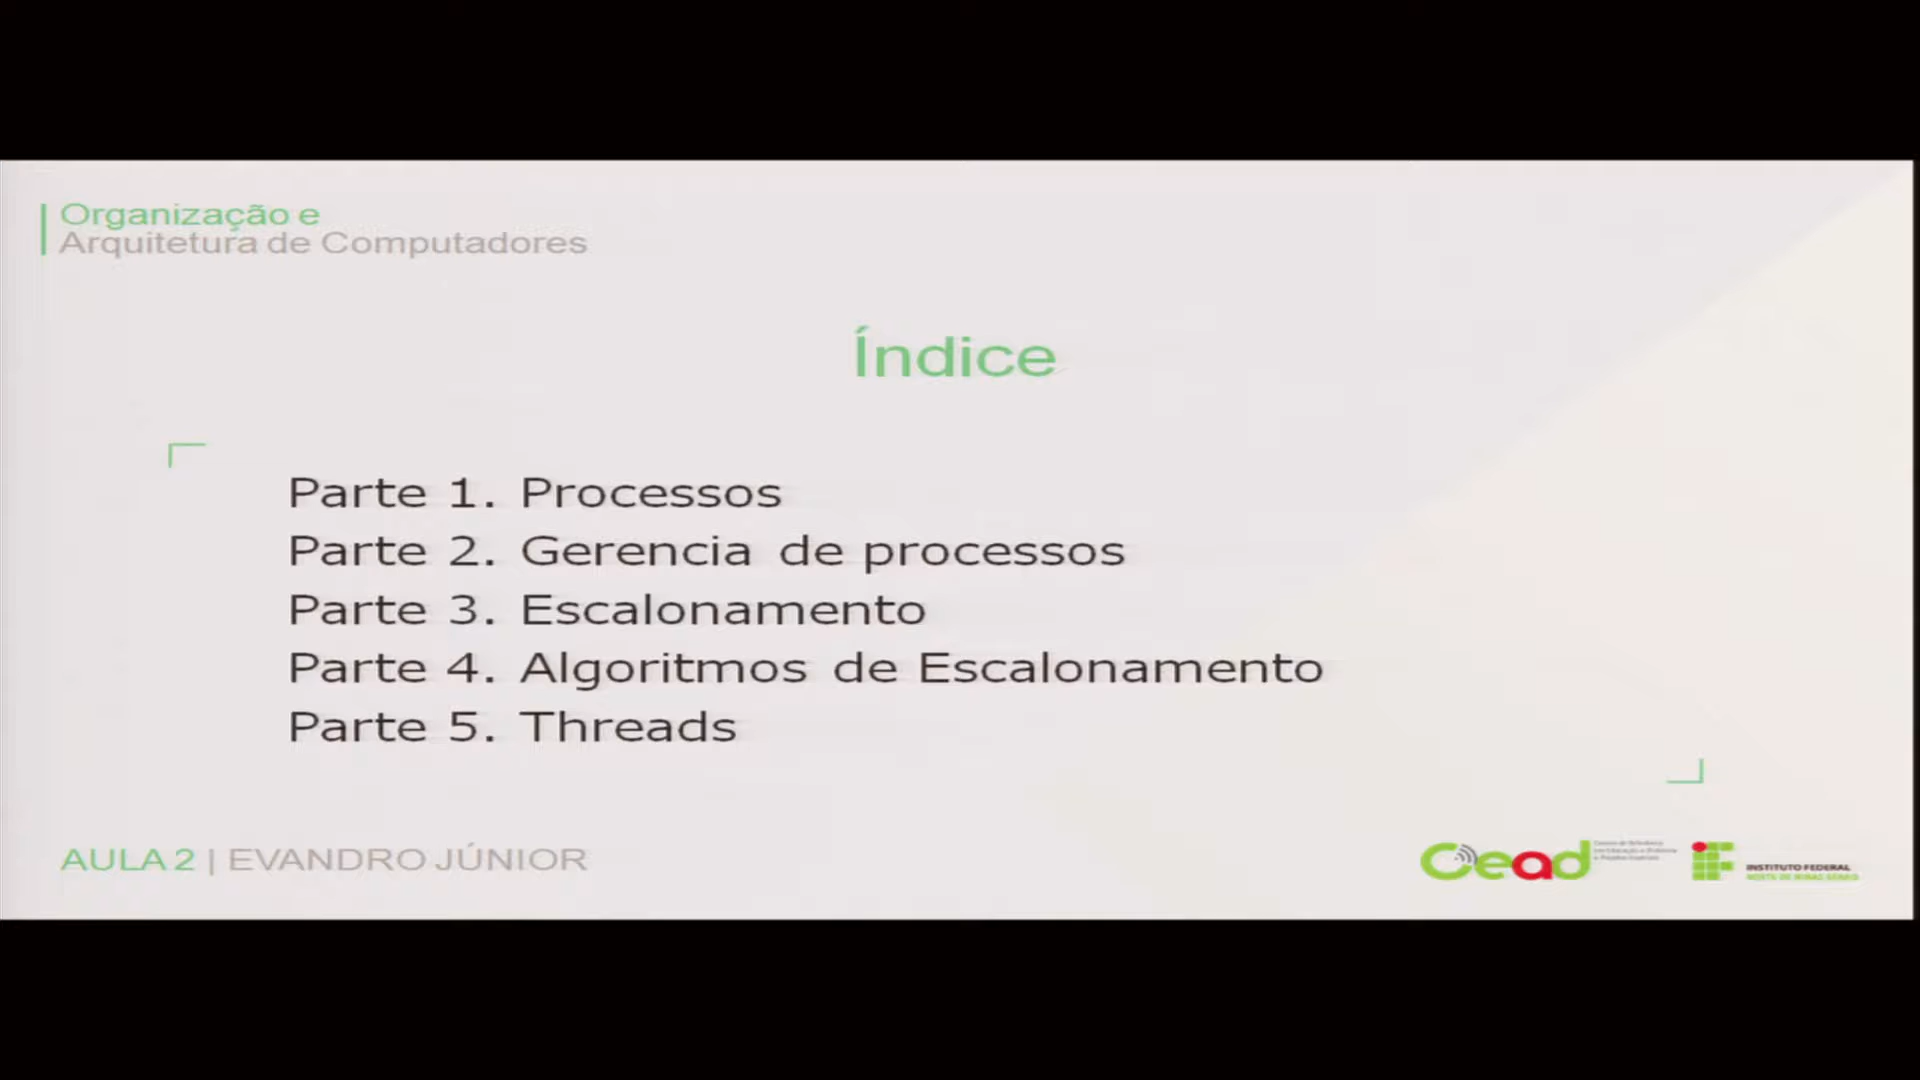 Organização e
Arquitetura de Computadores
Índice
Parte 1. Processos
Parte 2. Gerencia de processos
Parte 3. Escalonamento
Parte 4. Algoritmos de Escalonamento
Parte 5. Threads
AULA 2 | EVANDRO JÚNIOR
Cead
INSTITUTO FEDERAL
NORTE DE MINAS GERAIS